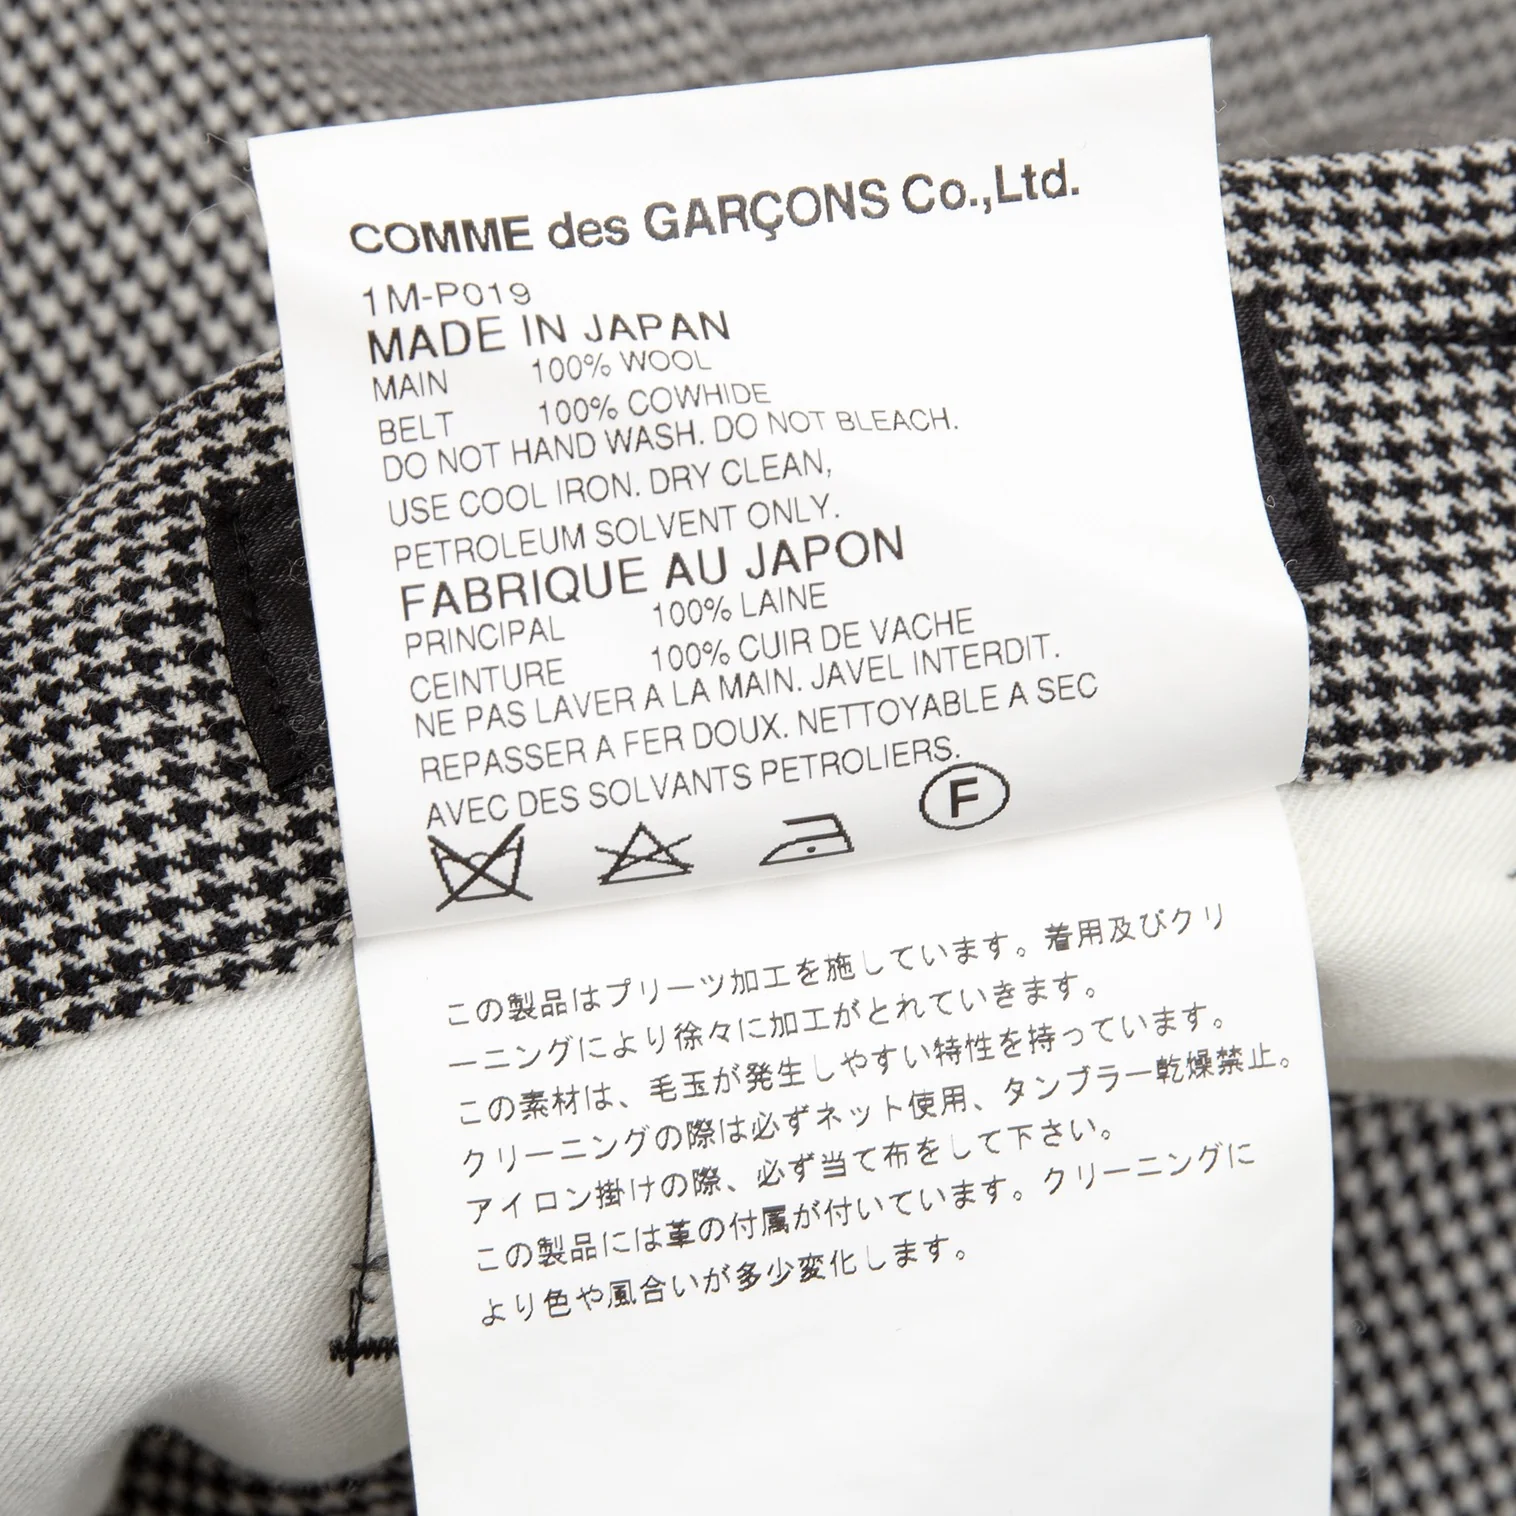 COMME des GARÇONS Co.,Ltd.
1M-P019
MADE IN JAPAN
MAIN 100% WOOL
BELT 100% COWHIDE
DO NOT HAND WASH. DO NOT BLEACH.
USE COOL IRON. DRY CLEAN,
PETROLEUM SOLVENT ONLY.
FABRIQUE AU JAPON
PRINCIPAL 100% LAINE
CEINTURE 100% CUIR DE VACHE
NE PAS LAVER A LA MAIN. JAVEL INTERDIT.
REPASSER A FER DOUX. NETTOYABLE A SEC
AVEC DES SOLVANTS PETROLIERS.
F
この製品はプリーツ加工を施しています。着用及びクリ
ーニングにより徐々に加工がとれていきます。
この素材は、毛玉が発生しやすい特性を持っています。
クリーニングの際は必ずネット使用、タンブラー乾燥禁止。
アイロン掛けの際、必ず当て布をして下さい。
この製品には革の付属が付いています。クリーニングに
より色や風合いが多少変化します。